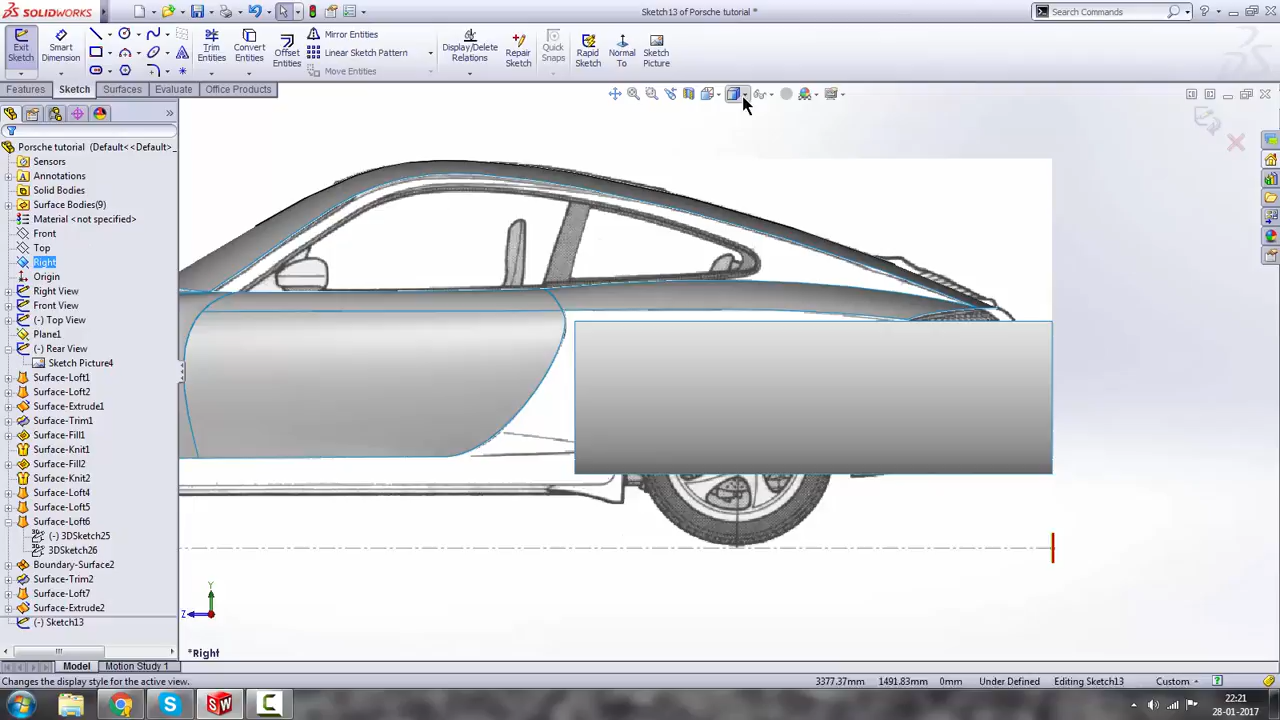 SOLIDWORKS
Sketch13 of Porsche tutorial *
Search Commands
Exit Sketch
Smart Dimension
Trim Entities
Convert Entities
Offset Entities
Mirror Entities
Linear Sketch Pattern
Move Entities
Display/Delete Relations
Repair Sketch
Quick Snaps
Rapid Sketch
Normal To
Sketch Picture
Features
Sketch
Surfaces
Evaluate
Office Products
Porsche tutorial (Default<<Default>_
Sensors
Annotations
Solid Bodies
Surface Bodies(9)
Material <not specified>
Front
Top
Right
Origin
Right View
Front View
(-) Top View
Plane1
(-) Rear View
Sketch Picture4
Surface-Loft1
Surface-Loft2
Surface-Extrude1
Surface-Trim1
Surface-Fill1
Surface-Knit1
Surface-Fill2
Surface-Knit2
Surface-Loft4
Surface-Loft5
Surface-Loft6
(-) 3DSketch25
3DSketch26
Boundary-Surface2
Surface-Trim2
Surface-Loft7
Surface-Extrude2
(-) Sketch13
Y
Z
*Right
Model
Motion Study 1
Changes the display style for the active view.
3377.37mm
1491.83mm
0mm
Under Defined
Editing Sketch13
Custom
22:21
28-01-2017